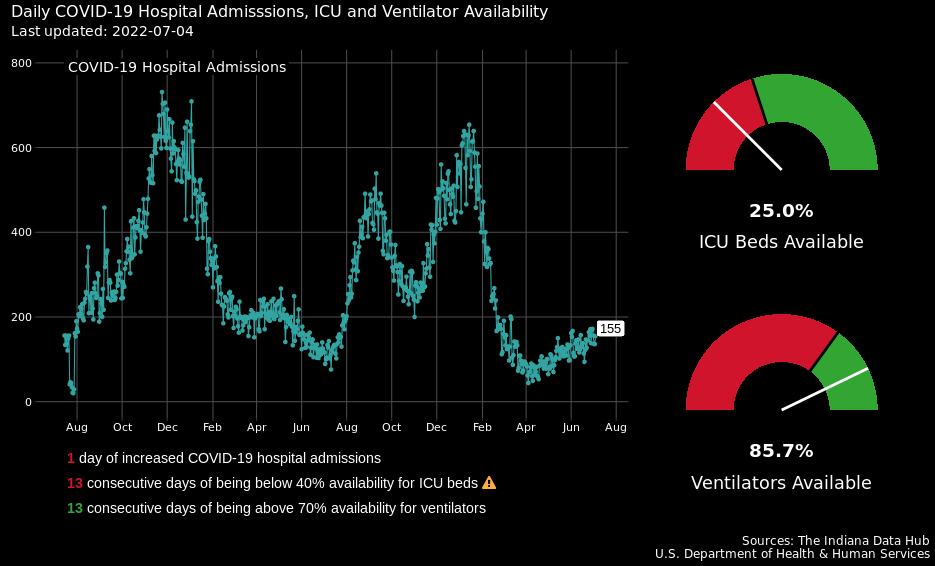 Daily COVID-19 Hospital Admisssions, ICU and Ventilator Availability
Last updated: 2022-07-04
COVID-19 Hospital Admissions
800
600
400
200
0
155
Aug Oct Dec Feb Apr Jun Aug Oct Dec Feb Apr Jun Aug
25.0%
ICU Beds Available
85.7%
Ventilators Available
1 day of increased COVID-19 hospital admissions
13 consecutive days of being below 40% availability for ICU beds
13 consecutive days of being above 70% availability for ventilators
Sources: The Indiana Data Hub
U.S. Department of Health & Human Services